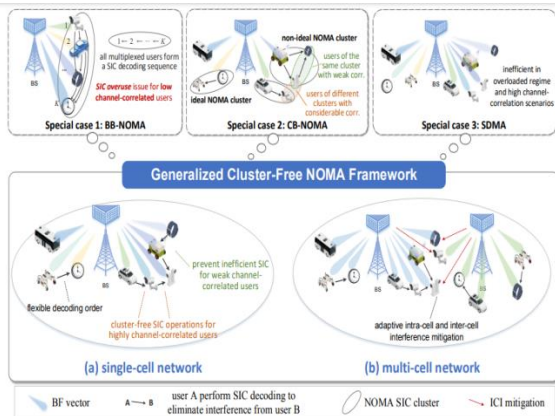 1 ← 2 ← ··· ← K
all multiplexed users form
a SIC decoding sequence
SIC overuse issue for low
channel-correlated users
1
2
K
BS
Special case 1: BB-NOMA
non-ideal NOMA cluster
users of the
same cluster
with weak corr.
users of different
clusters with
considerable corr.
ideal NOMA cluster
BS
Special case 2: CB-NOMA
inefficient in
overloaded regime
and high channel-
correlation scenarios
BS
Special case 3: SDMA
Generalized Cluster-Free NOMA Framework
prevent inefficient SIC
for weak channel-
correlated users
BS
flexible decoding order
cluster-free SIC operations for
highly channel-correlated users
(a) single-cell network
BS
BS
adaptive intra-cell and inter-cell
interference mitigation
(b) multi-cell network
BF vector
A → B
user A perform SIC decoding to
eliminate interference from user B
NOMA SIC cluster
ICI mitigation